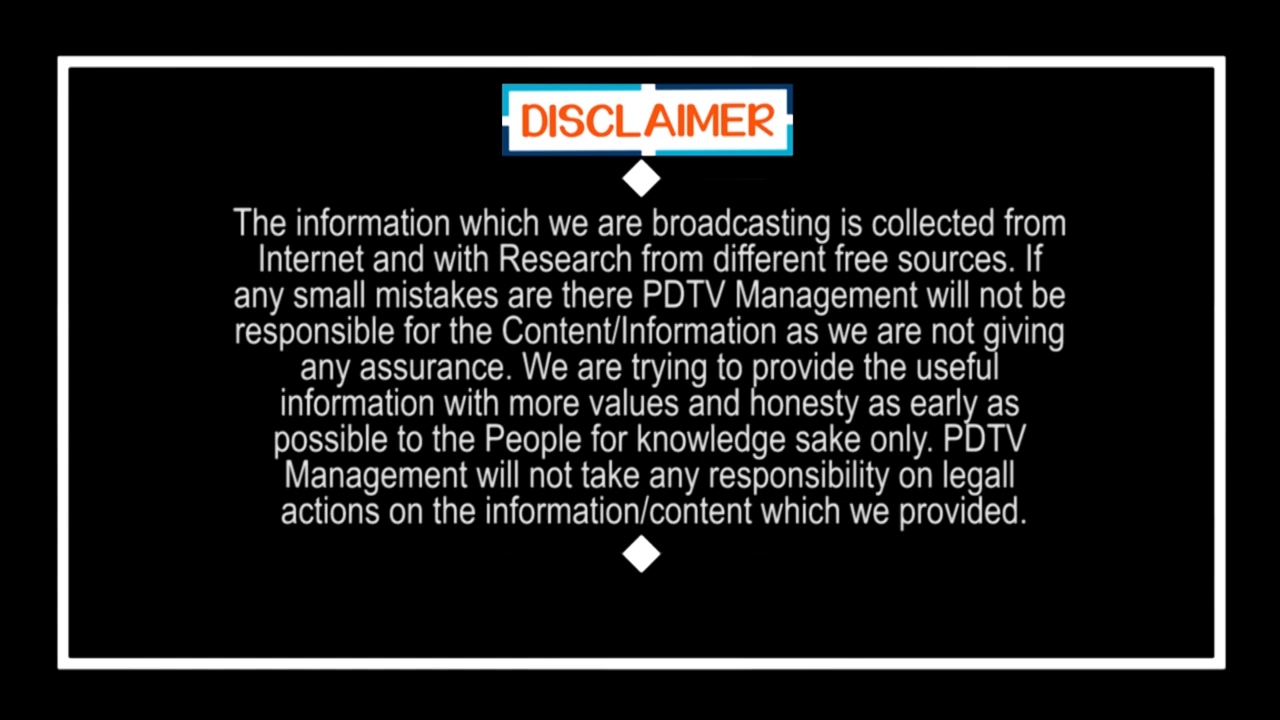 DISCLAIMER
The information which we are broadcasting is collected from
Internet and with Research from different free sources. If
any small mistakes are there PDTV Management will not be
responsible for the Content/Information as we are not giving
any assurance. We are trying to provide the useful
information with more values and honesty as early as
possible to the People for knowledge sake only. PDTV
Management will not take any responsibility on legall
actions on the information/content which we provided.